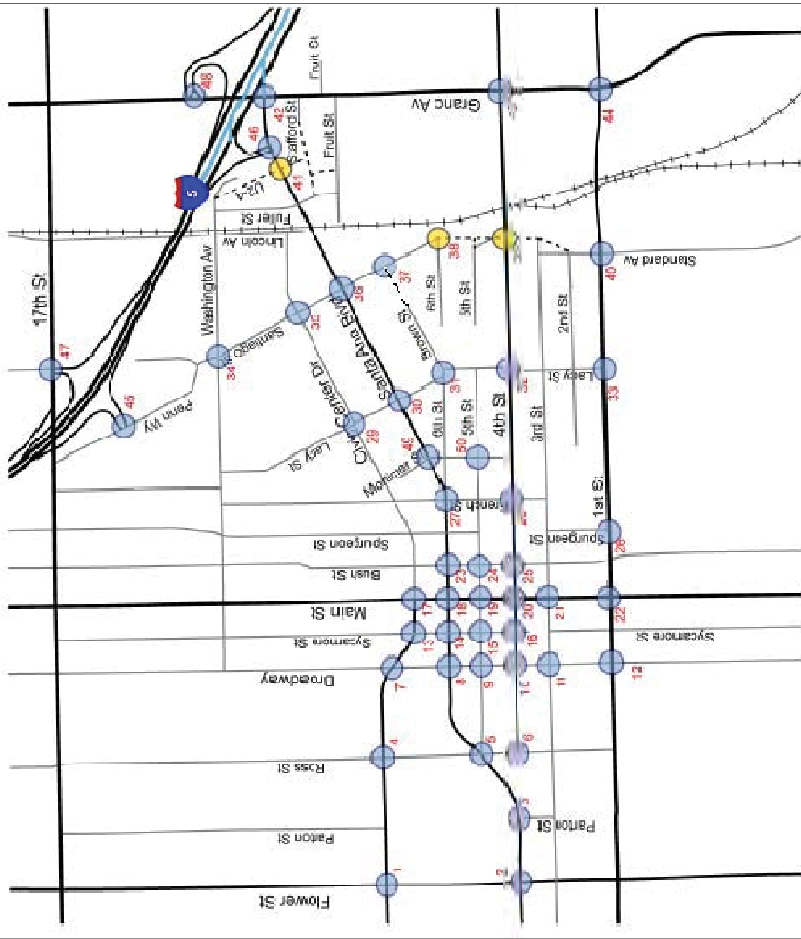 48
Fruit St
Grand Av
42
Stafford St
46
Fruit St
44
41
5
Fuller St
Lincoln Av
Washington Av
17th St
38
37
Standard Av
40
6th St
5th St
2nd St
36
35
Santa Ana Blvd
Brown St
Santiago
34
47
Lacy St
33
32
31
30
Civic Center Dr
29
Lacy St
Penn Wy
45
6th St
5th St
4th St
3rd St
49
50
1st St
27
French St
Spurgeon St
Spurgeon St
26
Bush St
23
24
25
Main St
17
18
19
20
21
22
Sycamore St
13
14
15
16
Sycamore St
Broadway
7
8
9
10
11
12
Ross St
4
5
6
3
Parton St
Parton St
1
2
Flower St